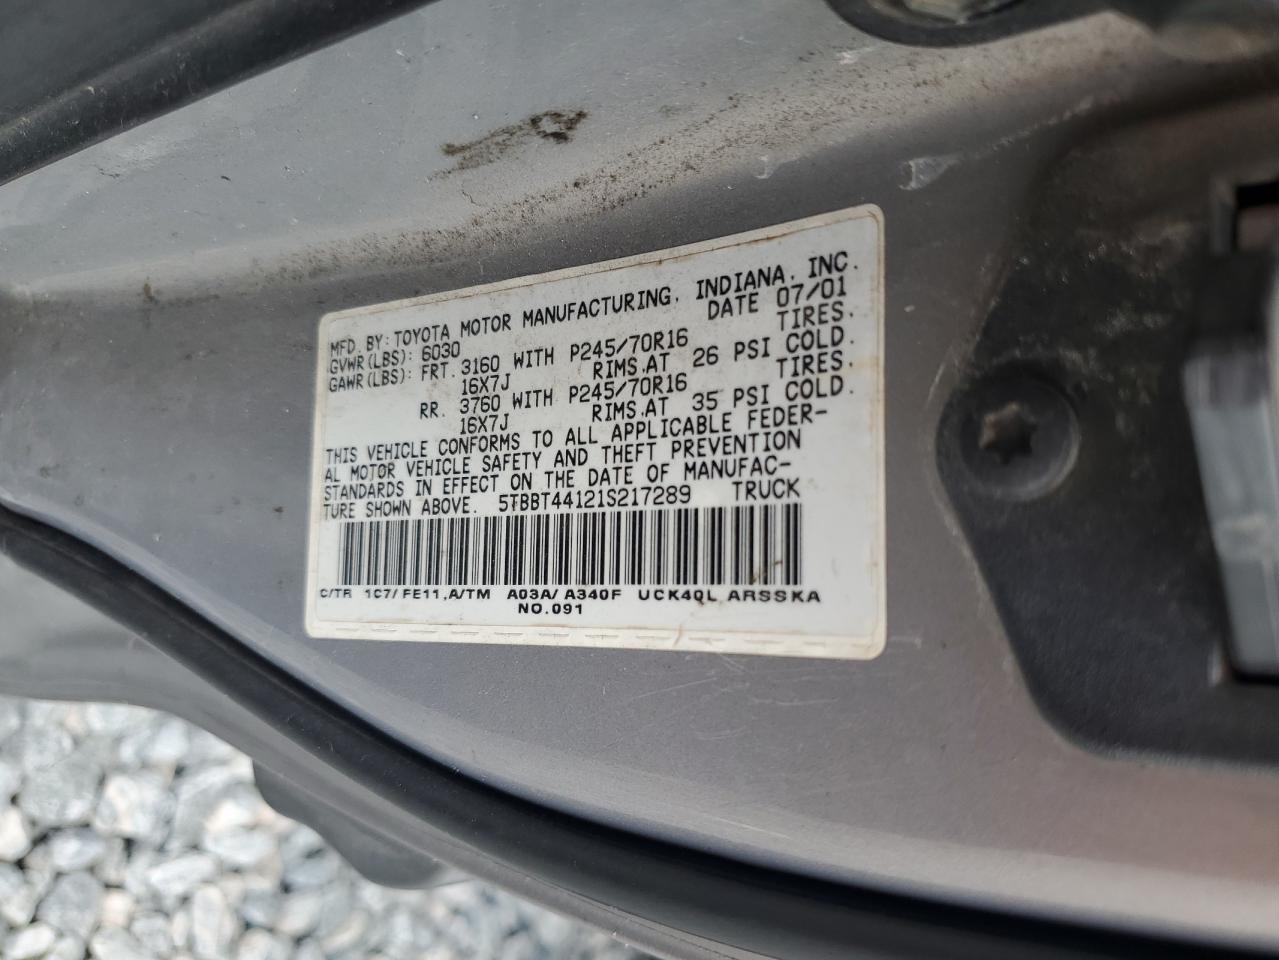 MFD. BY: TOYOTA MOTOR MANUFACTURING, INDIANA, INC.
GVWR(LBS): 6030 DATE 07/01
GAWR(LBS): FRT. 3160 WITH P245/70R16 TIRES.
16X7J RIMS.AT 26 PSI COLD.
RR. 3760 WITH P245/70R16 TIRES.
16X7J RIMS.AT 35 PSI COLD.
THIS VEHICLE CONFORMS TO ALL APPLICABLE FEDER-
AL MOTOR VEHICLE SAFETY AND THEFT PREVENTION
STANDARDS IN EFFECT ON THE DATE OF MANUFAC-
TURE SHOWN ABOVE. 5TBBT44121S217289 TRUCK
C/TR 1C7/ FE11,A/TM A03A/ A340F UCK40L ARSSKA
NO.091